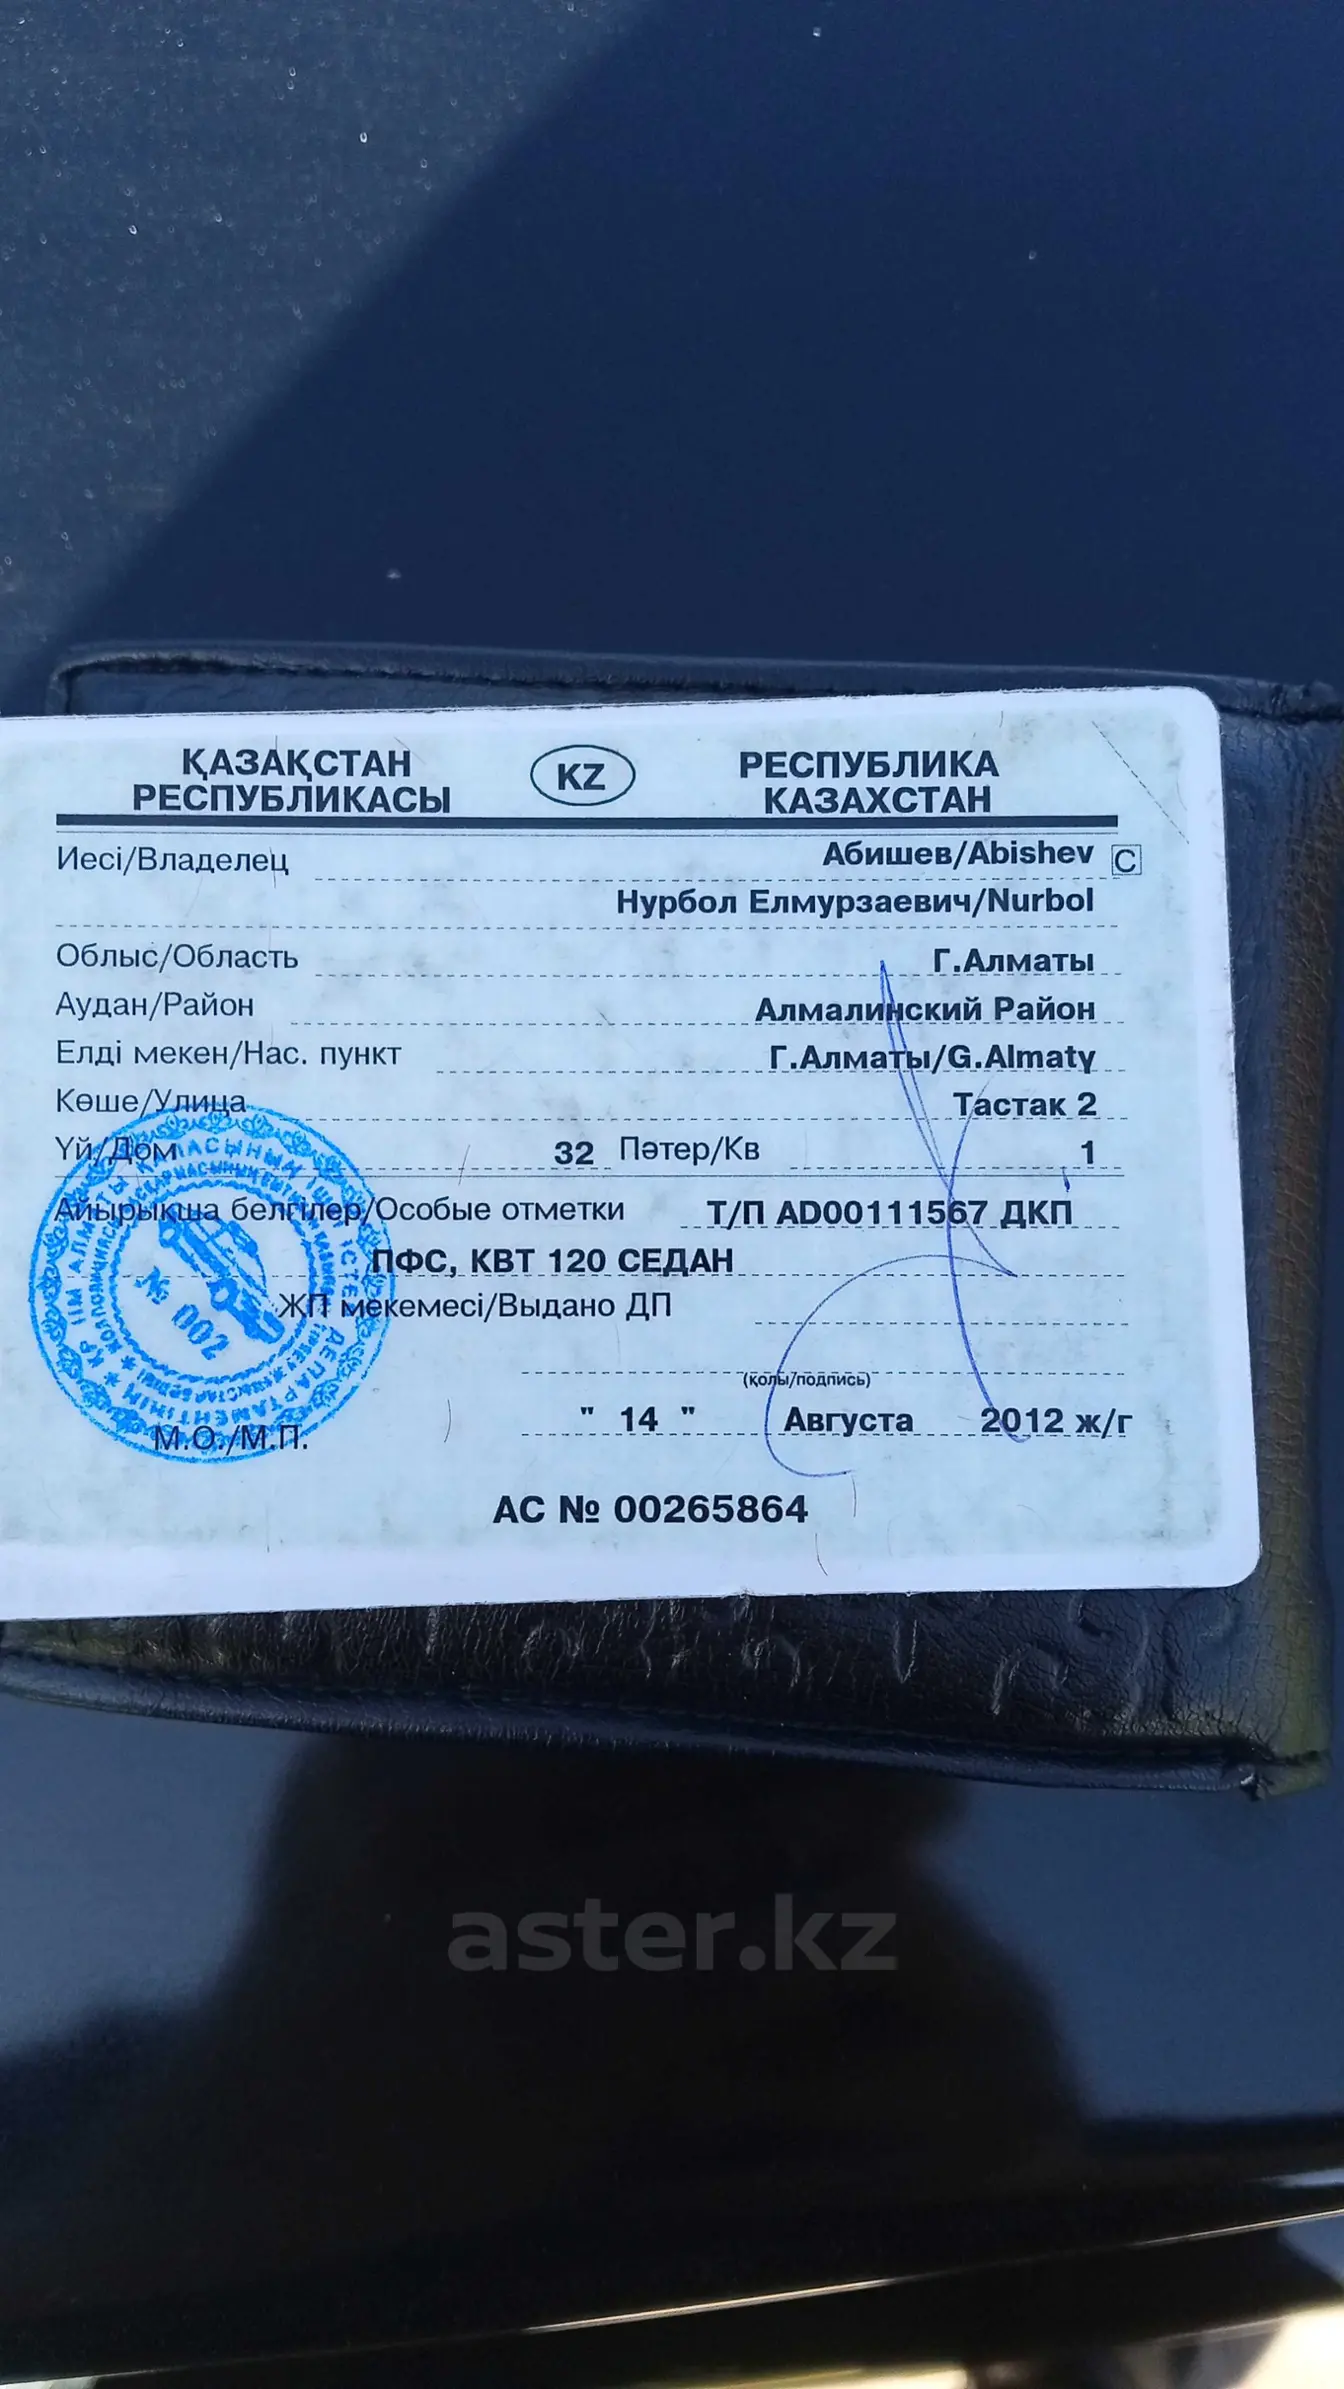 ҚАЗАҚСТАН РЕСПУБЛИКАСЫ
KZ
РЕСПУБЛИКА КАЗАХСТАН
Иесі/Владелец Абишев/Abishev C
Нурбол Елмурзаевич/Nurbol
Облыс/Область Г.Алматы
Аудан/Район Алмалинский Район
Елді мекен/Нас. пункт Г.Алматы/G.Almaty
Көше/Улица Тастак 2
Үй/Дом 32 Пәтер/Кв 1
Айырықша белгілер/Особые отметки Т/П AD00111567 ДКП
ПФС, КВТ 120 СЕДАН
ЖП мекемесі/Выдано ДП
(қолы/подпись)
№ 002
М.О./М.П. " 14 " Августа 2012 ж/г
АС № 00265864
aster.kz